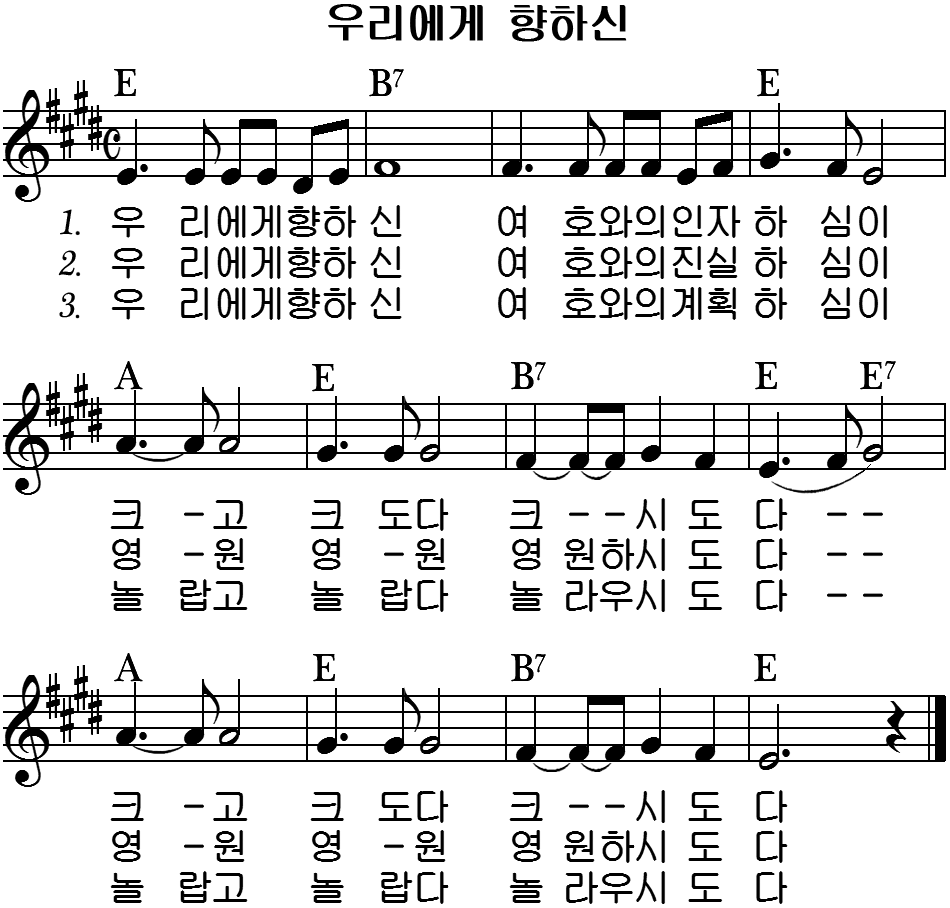 우리에게 향하신
E B7 E
1. 우 리에게향하 신 여 호와의인자 하 심이
2. 우 리에게향하 신 여 호와의진실 하 심이
3. 우 리에게향하 신 여 호와의계획 하 심이
A E B7 E E7
크 -고 크 도다 크 --시 도 다 --
영 -원 영 -원 영 원하시 도 다 --
놀 랍고 놀 랍다 놀 라우시 도 다 --
A E B7 E
크 -고 크 도다 크 --시 도 다
영 -원 영 -원 영 원하시 도 다
놀 랍고 놀 랍다 놀 라우시 도 다